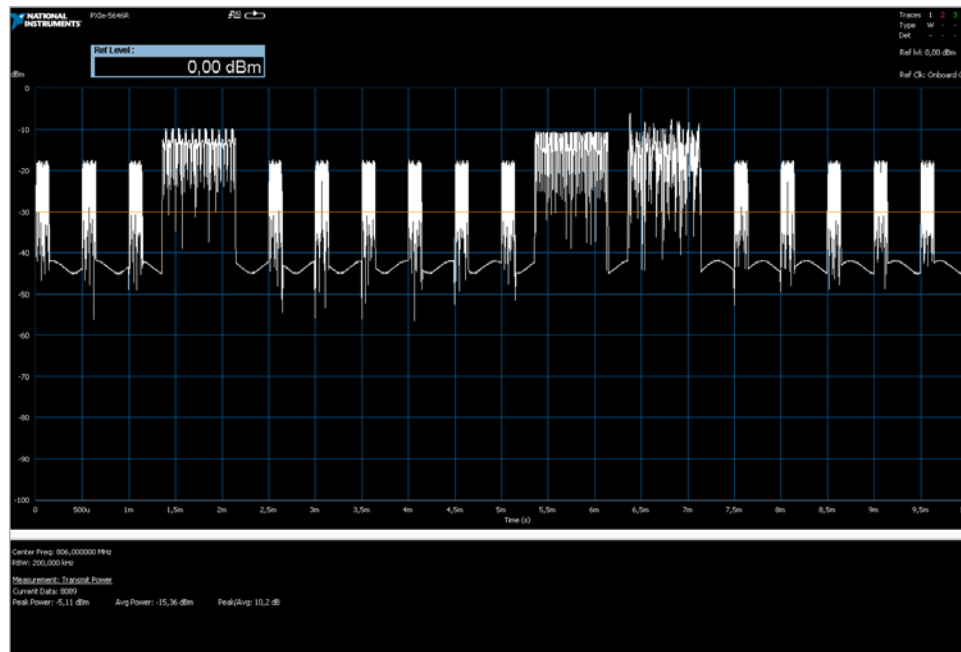 NATIONAL INSTRUMENTS
PXIe-5646R
Traces 1 2 3
Type W - -
Det - - -
Ref lvl: 0,00 dBm
Ref Clk: Onboard
Ref Level :
0,00 dBm
dBm
0
-10
-20
-30
-40
-50
-60
-70
-80
-90
-100
0 500u 1m 1,5m 2m 2,5m 3m 3,5m 4m 4,5m 5m 5,5m 6m 6,5m 7m 7,5m 8m 8,5m 9m 9,5m
Time (s)
Center Freq: 806,000000 MHz
RBW: 200,000 kHz
Measurement: Transmit Power
Current Data: 8089
Peak Power: -5,11 dBm Avg Power: -15,36 dBm Peak/Avg: 10,2 dB